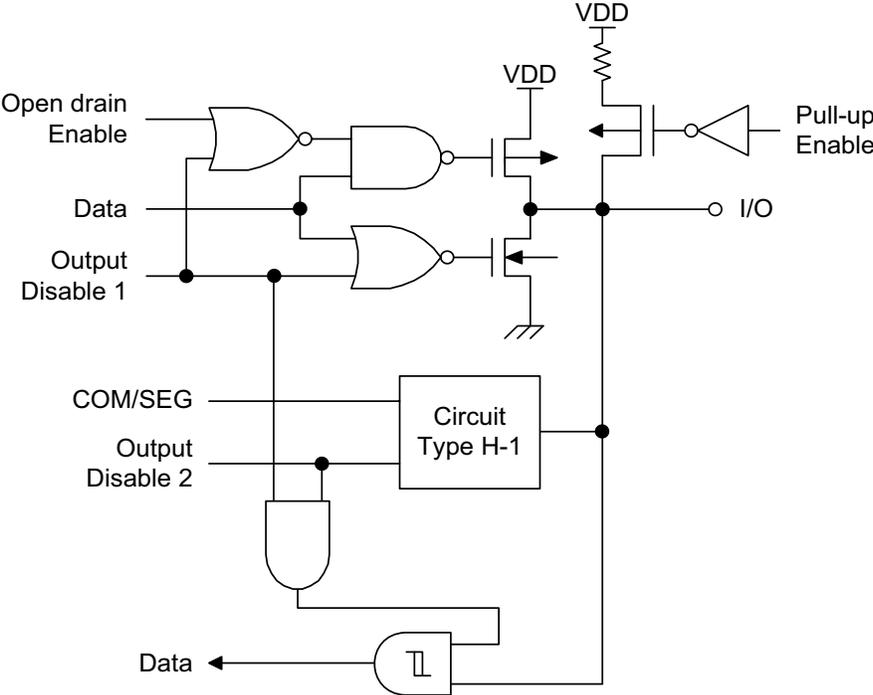 VDD
VDD
Open drain
Enable
Pull-up
Enable
Data
I/O
Output
Disable 1
COM/SEG
Circuit
Type H-1
Output
Disable 2
Data